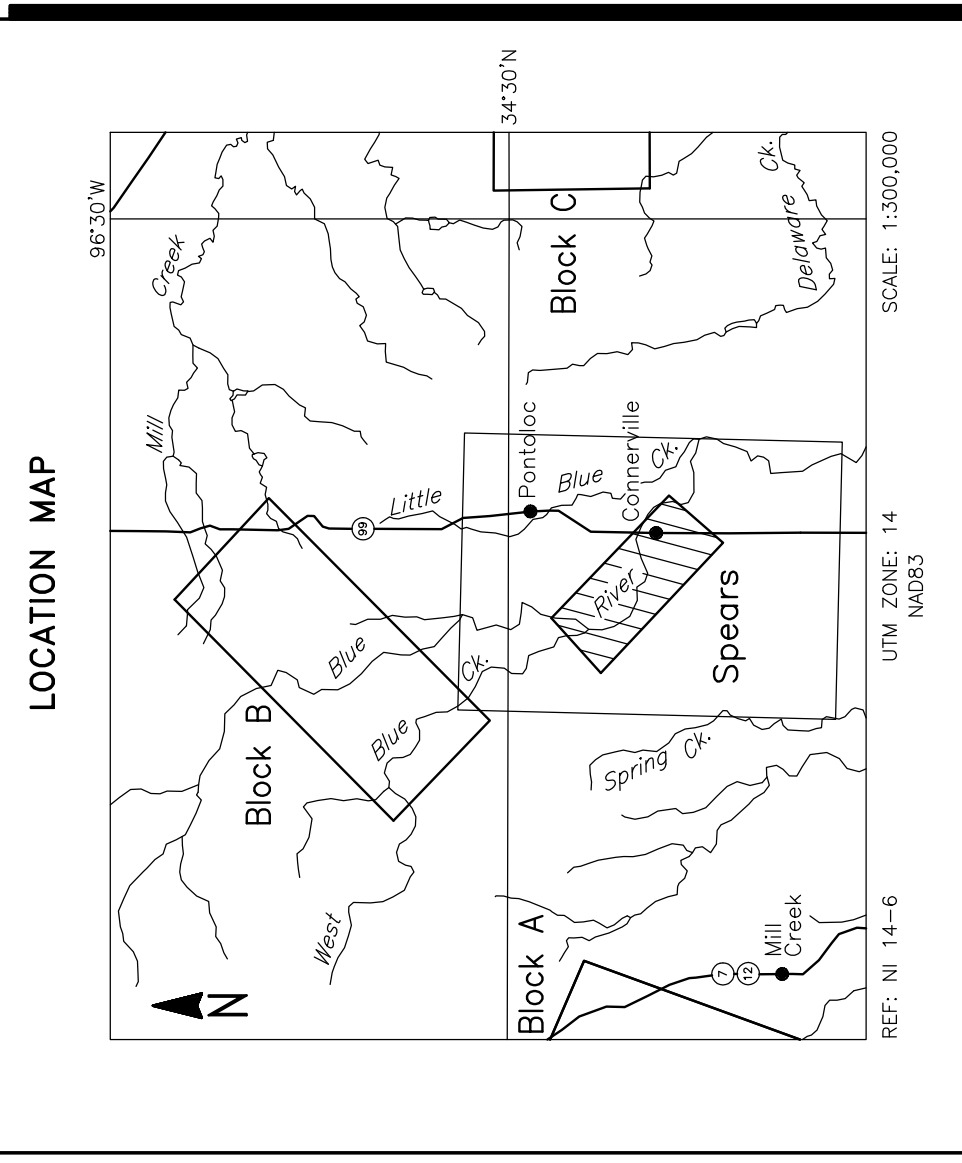 LOCATION MAP
96°30'W
34°30'N
Mill
Creek
Block B
Blue
Blue
Ck.
West
99
Little
Blue
Ck.
Pontoloc
Connerville
River
Spears
Block C
Delaware
Ck.
Spring
Ck.
Block A
7
12
Mill
Creek
N
REF: NI 14-6
UTM ZONE: 14
NAD83
SCALE: 1:300,000